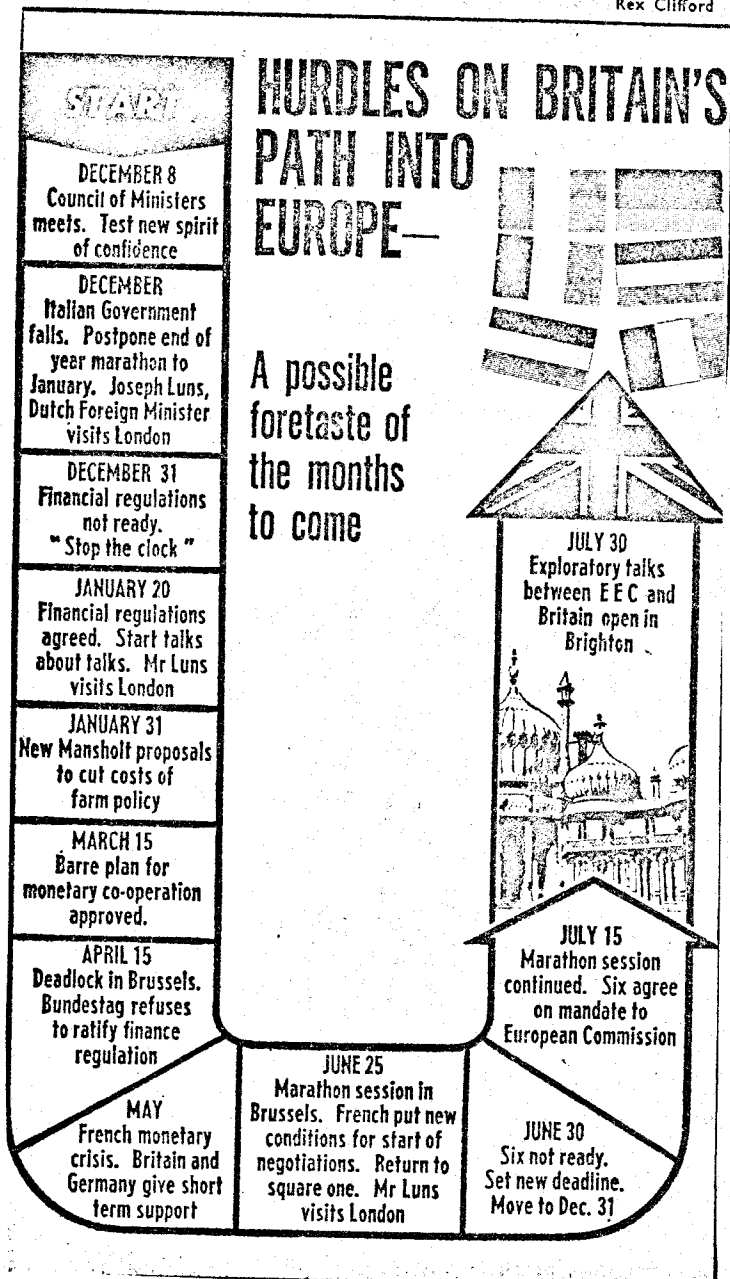 Rex Clifford
START
HURDLES ON BRITAIN'S
PATH INTO
EUROPE—
A possible
foretaste of
the months
to come
DECEMBER 8
Council of Ministers
meets. Test new spirit
of confidence
DECEMBER
Italian Government
falls. Postpone end of
year marathon to
January. Joseph Luns,
Dutch Foreign Minister
visits London
DECEMBER 31
Financial regulations
not ready.
"Stop the clock"
JANUARY 20
Financial regulations
agreed. Start talks
about talks. Mr Luns
visits London
JANUARY 31
New Mansholt proposals
to cut costs of
farm policy
MARCH 15
Barre plan for
monetary co-operation
approved.
APRIL 15
Deadlock in Brussels.
Bundestag refuses
to ratify finance
regulation
MAY
French monetary
crisis. Britain and
Germany give short
term support
JUNE 25
Marathon session in
Brussels. French put new
conditions for start of
negotiations. Return to
square one. Mr Luns
visits London
JUNE 30
Six not ready.
Set new deadline.
Move to Dec. 31
JULY 15
Marathon session
continued. Six agree
on mandate to
European Commission
JULY 30
Exploratory talks
between EEC and
Britain open in
Brighton